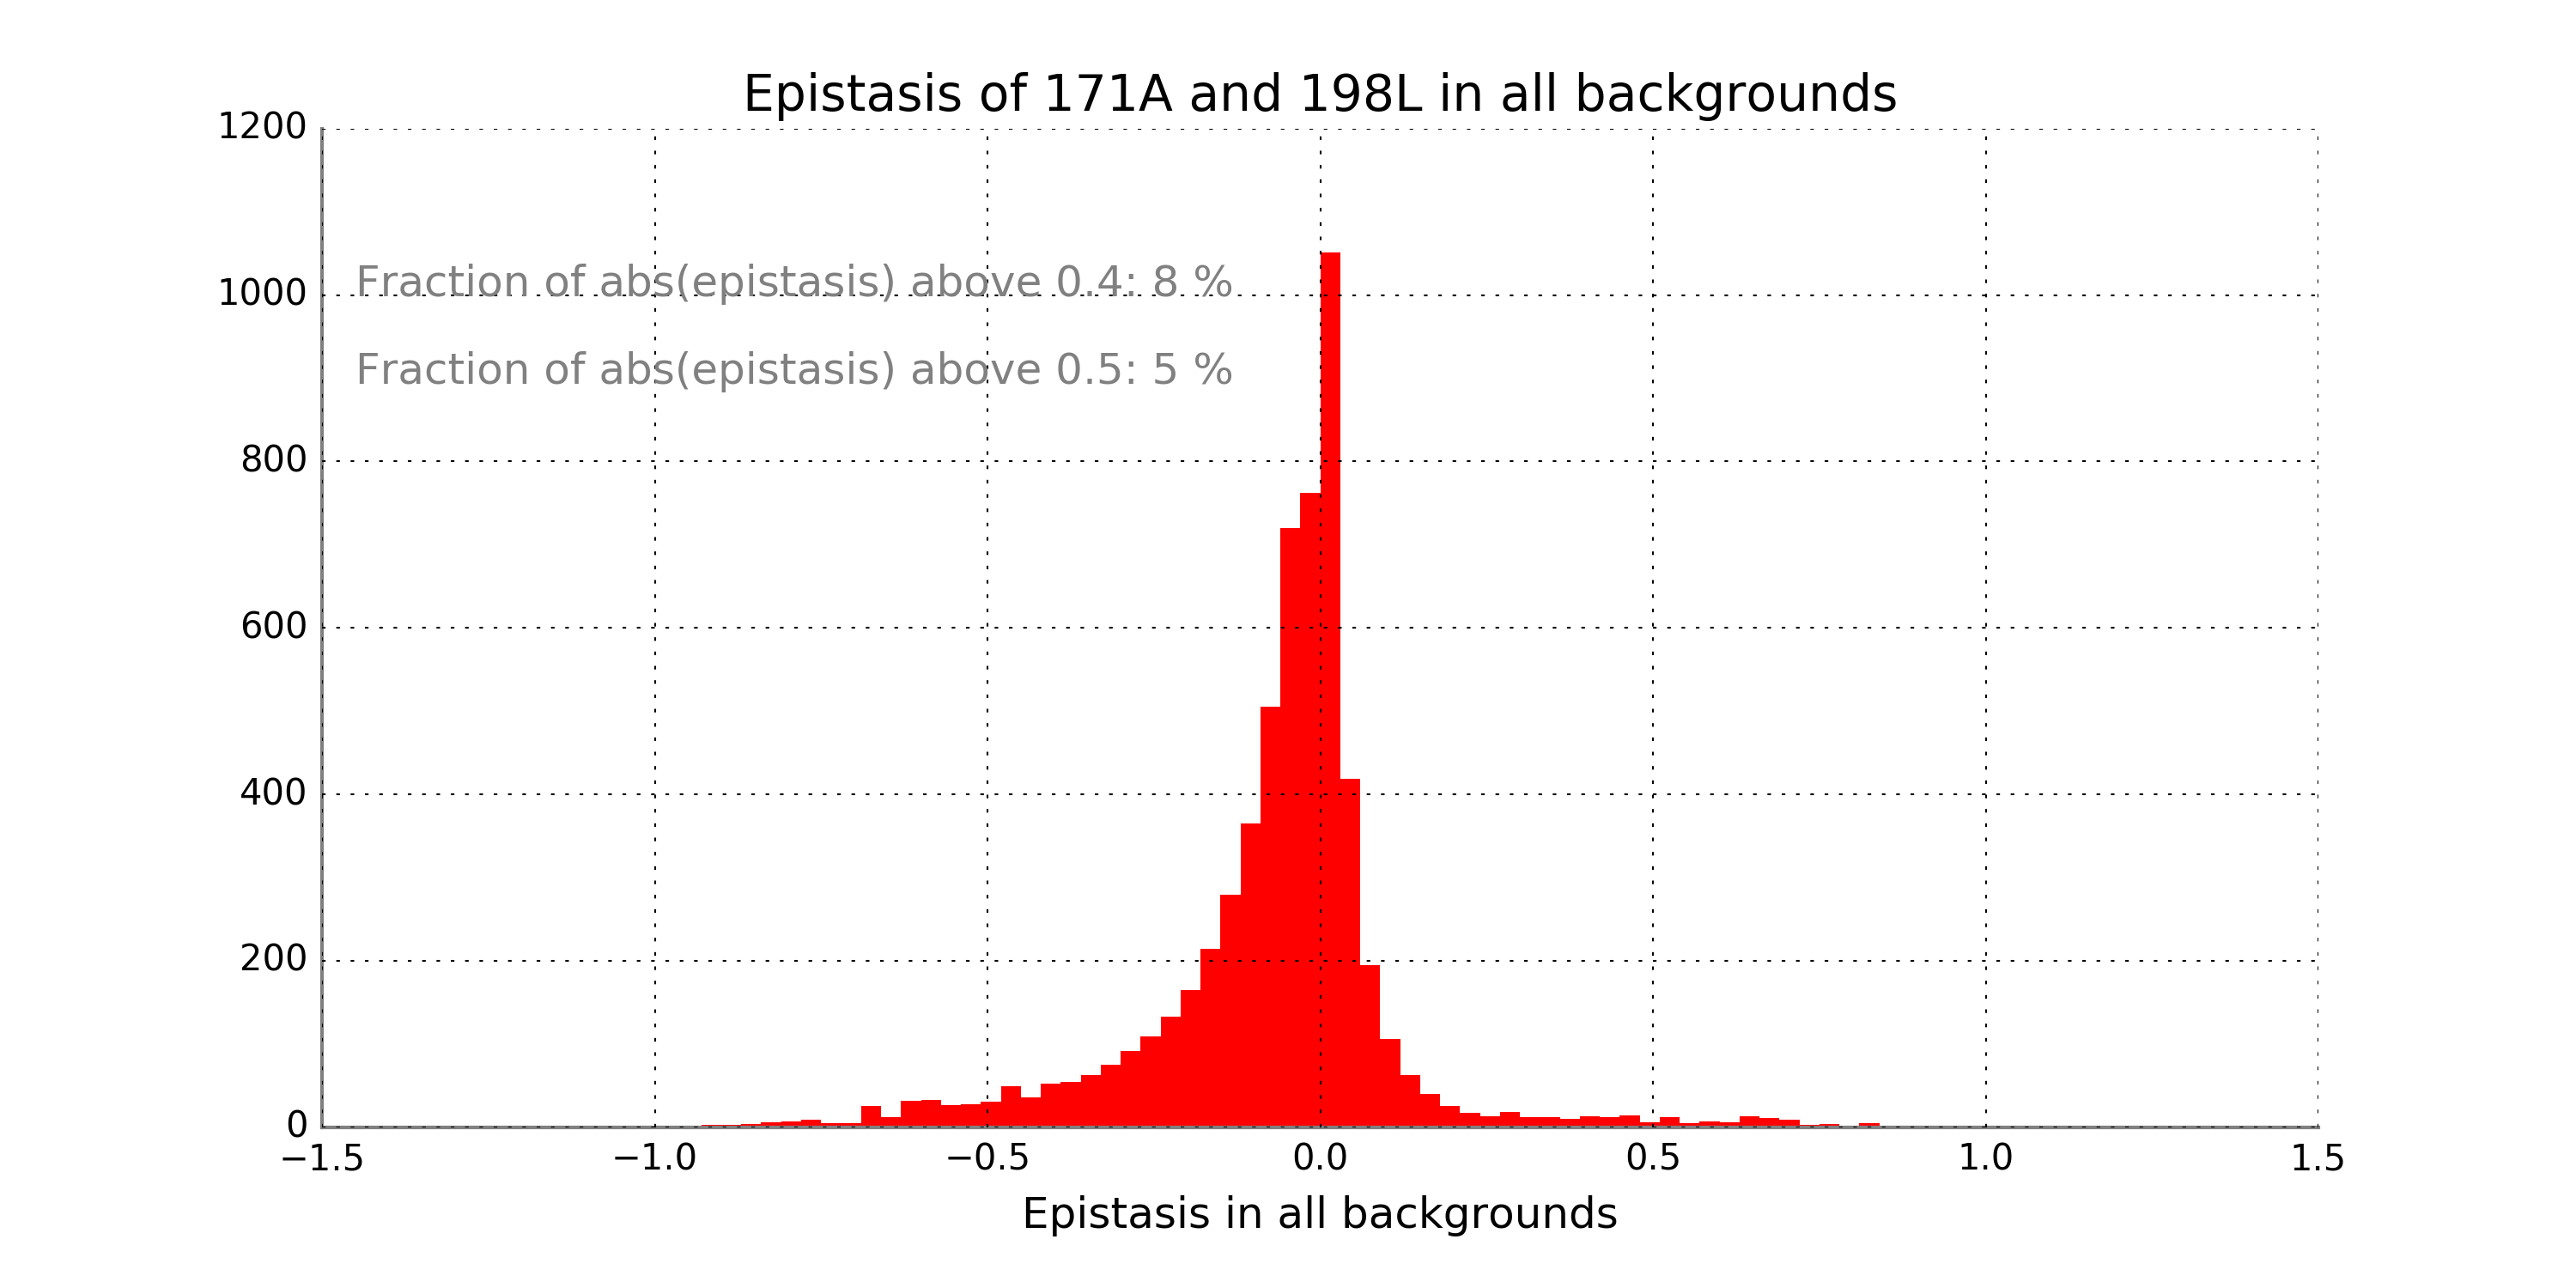 Epistasis of 171A and 198L in all backgrounds
1200
1000
800
600
400
200
0
Fraction of abs(epistasis) above 0.4: 8 %
Fraction of abs(epistasis) above 0.5: 5 %
−1.5 −1.0 −0.5 0.0 0.5 1.0 1.5
Epistasis in all backgrounds